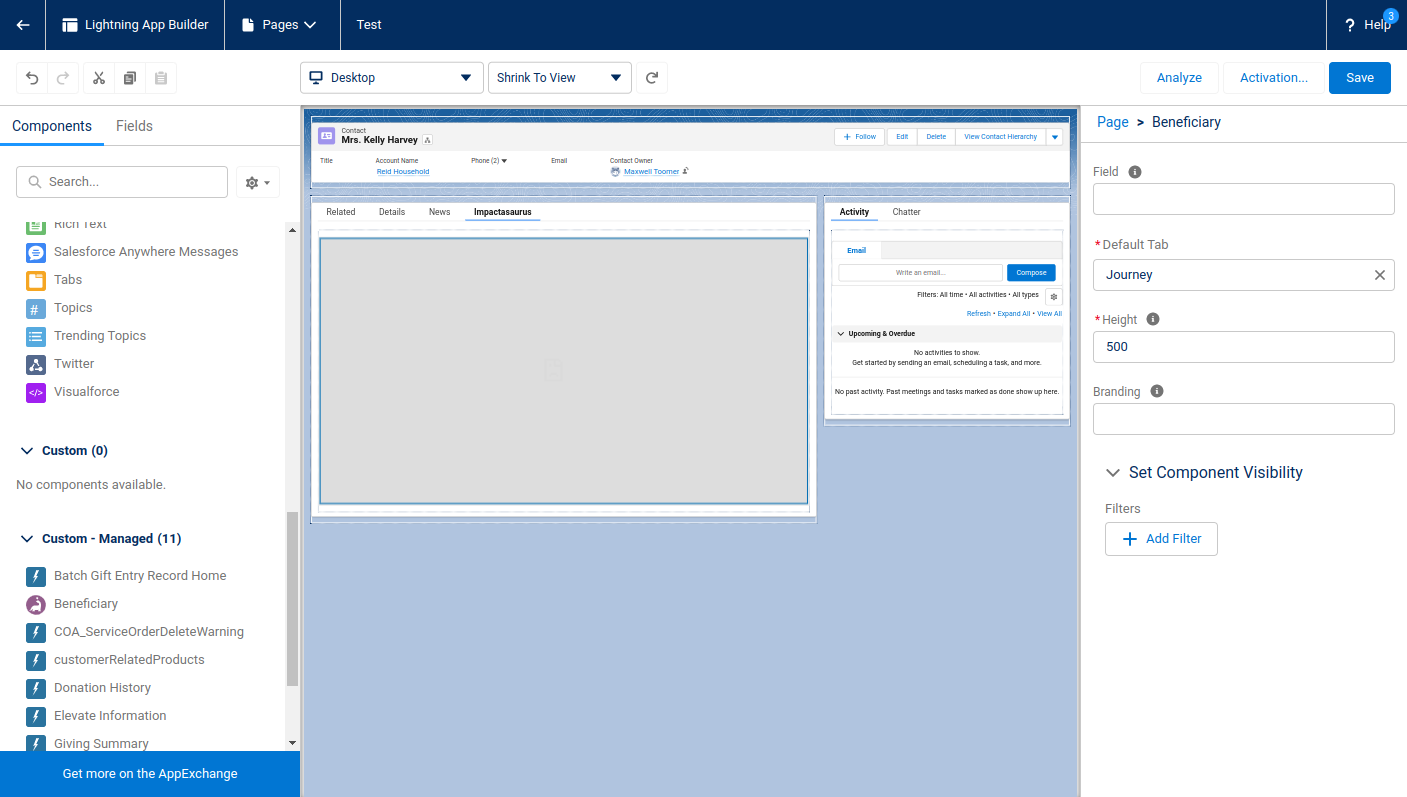 Lightning App Builder
Pages
Test
Help
3
Desktop
Shrink To View
Analyze
Activation...
Save
Components
Fields
Search...
Rich Text
Salesforce Anywhere Messages
Tabs
# Topics
Trending Topics
Twitter
</> Visualforce
Custom (0)
No components available.
Custom - Managed (11)
Batch Gift Entry Record Home
Beneficiary
COA_ServiceOrderDeleteWarning
customerRelatedProducts
Donation History
Elevate Information
Giving Summary
Get more on the AppExchange
Contact
Mrs. Kelly Harvey
+ Follow
Edit
Delete
View Contact Hierarchy
Title
Account Name
Phone (2)
Email
Contact Owner
Reid Household
Maxwell Toomer
Related
Details
News
Impactasaurus
Activity
Chatter
Email
Write an email...
Compose
Filters: All time • All activities • All types
Refresh • Expand All • View All
Upcoming & Overdue
No activities to show.
Get started by sending an email, scheduling a task, and more.
No past activity. Past meetings and tasks marked as done show up here.
Page > Beneficiary
Field
*Default Tab
Journey
*Height
500
Branding
Set Component Visibility
Filters
+ Add Filter